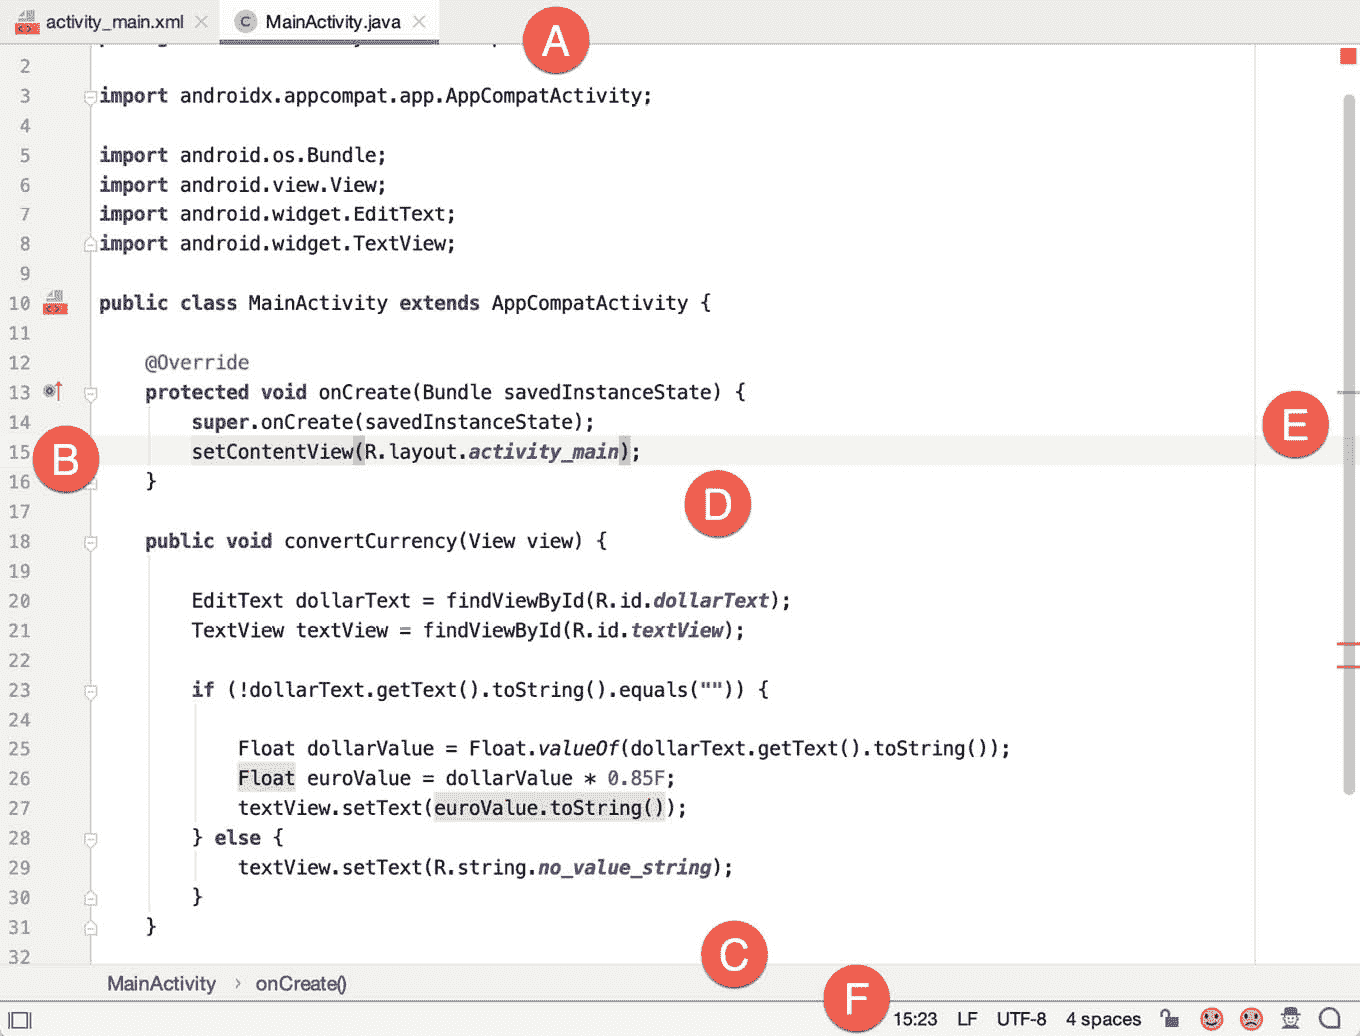 activity_main.xml MainActivity.java
A
2
3 import androidx.appcompat.app.AppCompatActivity;
4
5 import android.os.Bundle;
6 import android.view.View;
7 import android.widget.EditText;
8 import android.widget.TextView;
9
10 public class MainActivity extends AppCompatActivity {
11
12 @Override
13 protected void onCreate(Bundle savedInstanceState) {
14 super.onCreate(savedInstanceState);
E
15 setContentView(R.layout.activity_main);
B
16 }
D
17
18 public void convertCurrency(View view) {
19
20 EditText dollarText = findViewById(R.id.dollarText);
21 TextView textView = findViewById(R.id.textView);
22
23 if (!dollarText.getText().toString().equals("")) {
24
25 Float dollarValue = Float.valueOf(dollarText.getText().toString());
26 Float euroValue = dollarValue * 0.85F;
27 textView.setText(euroValue.toString());
28 } else {
29 textView.setText(R.string.no_value_string);
30 }
31 }
32
C
MainActivity › onCreate()
F
15:23 LF UTF-8 4 spaces